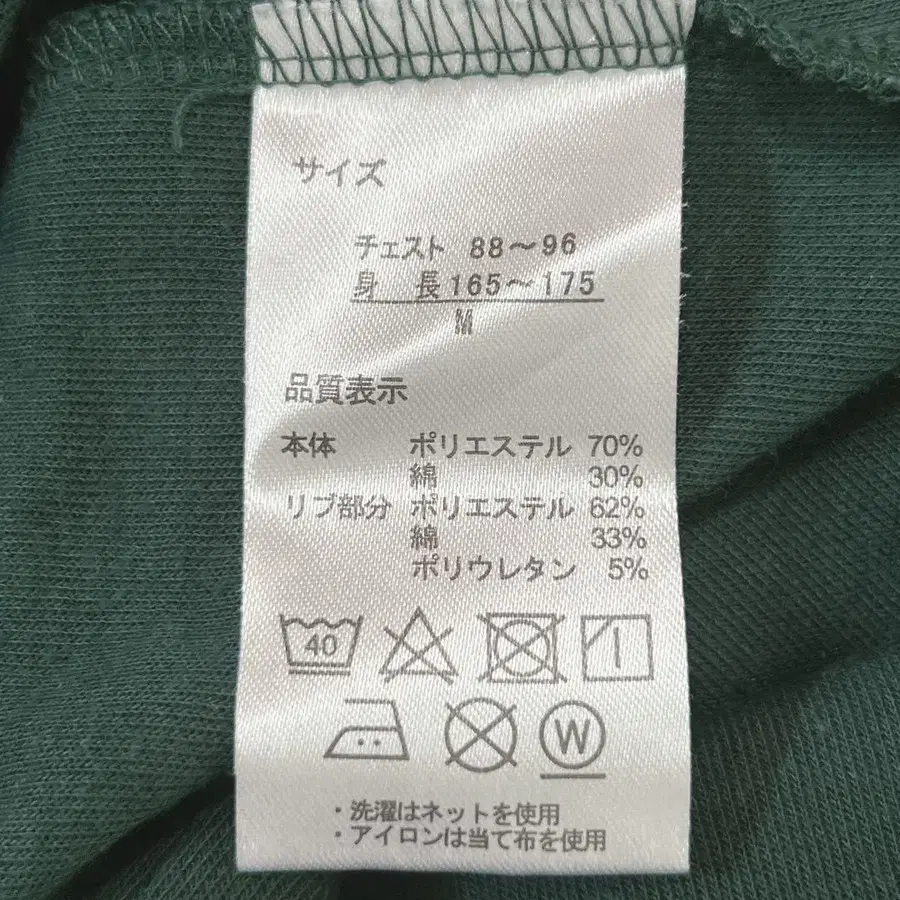 サイズ
チェスト 88～96
身 長 165～175
M
品質表示
本体 ポリエステル 70%
綿 30%
リブ部分 ポリエステル 62%
綿 33%
ポリウレタン 5%
40
W
・洗濯はネットを使用
・アイロンは当て布を使用